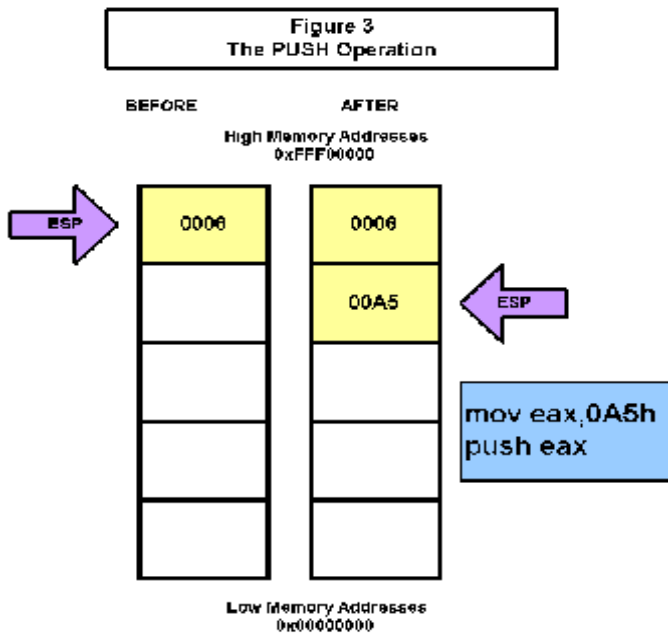 Figure 3
The PUSH Operation
BEFORE
AFTER
High Memory Addresses
0xFFF00000
ESP
0006
0006
00A5
ESP
mov eax,0A5h
push eax
Low Memory Addresses
0x00000000